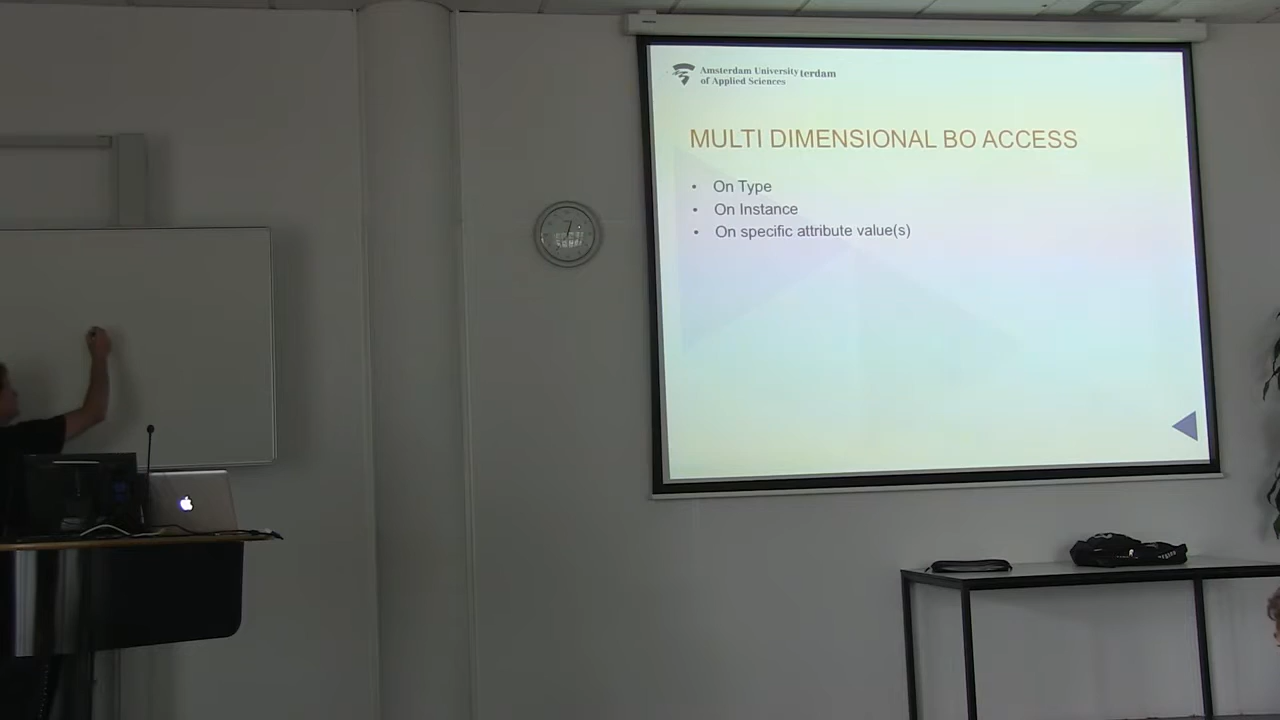 Amsterdam University terdam
of Applied Sciences
MULTI DIMENSIONAL BO ACCESS
• On Type
• On Instance
• On specific attribute value(s)